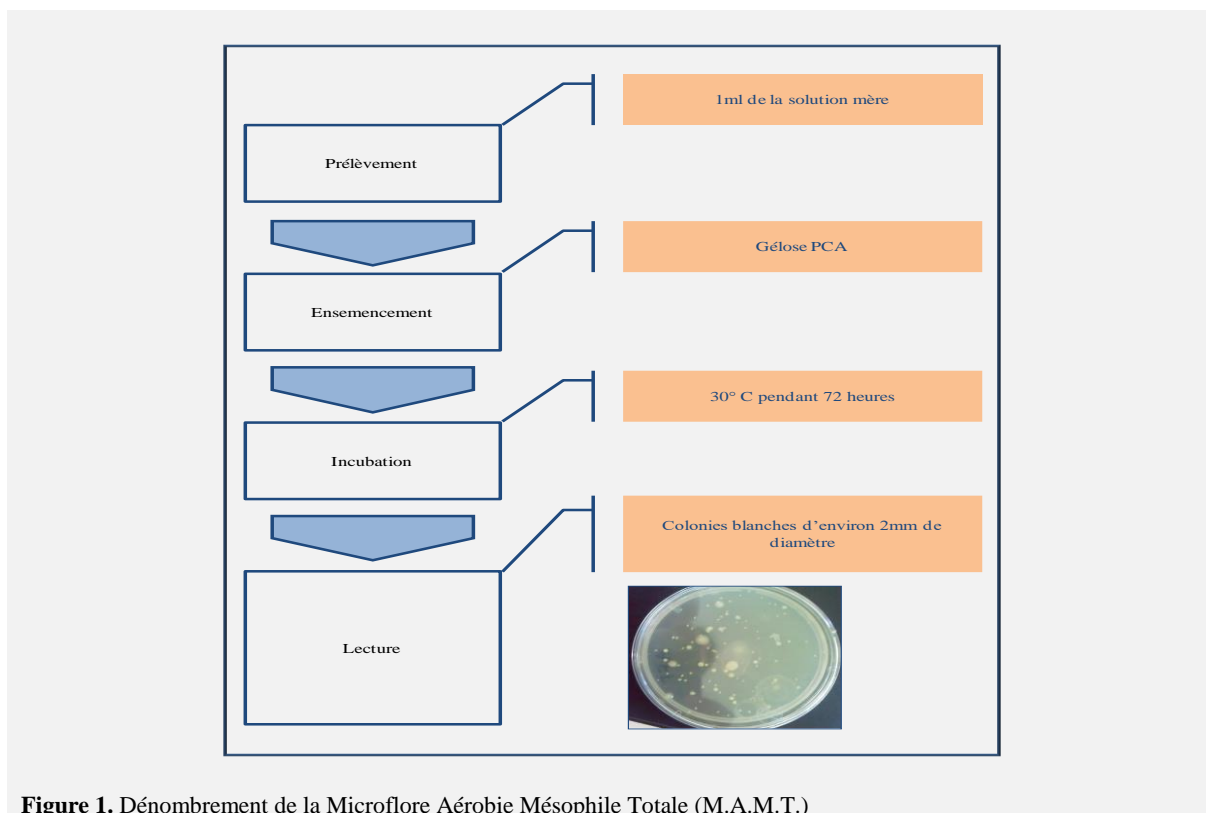 1ml de la solution mère
Prélèvement
Gélose PCA
Ensemencement
30° C pendant 72 heures
Incubation
Colonies blanches d’environ 2mm de
diamètre
Lecture
Figure 1. Dénombrement de la Microflore Aérobie Mésophile Totale (M.A.M.T.)